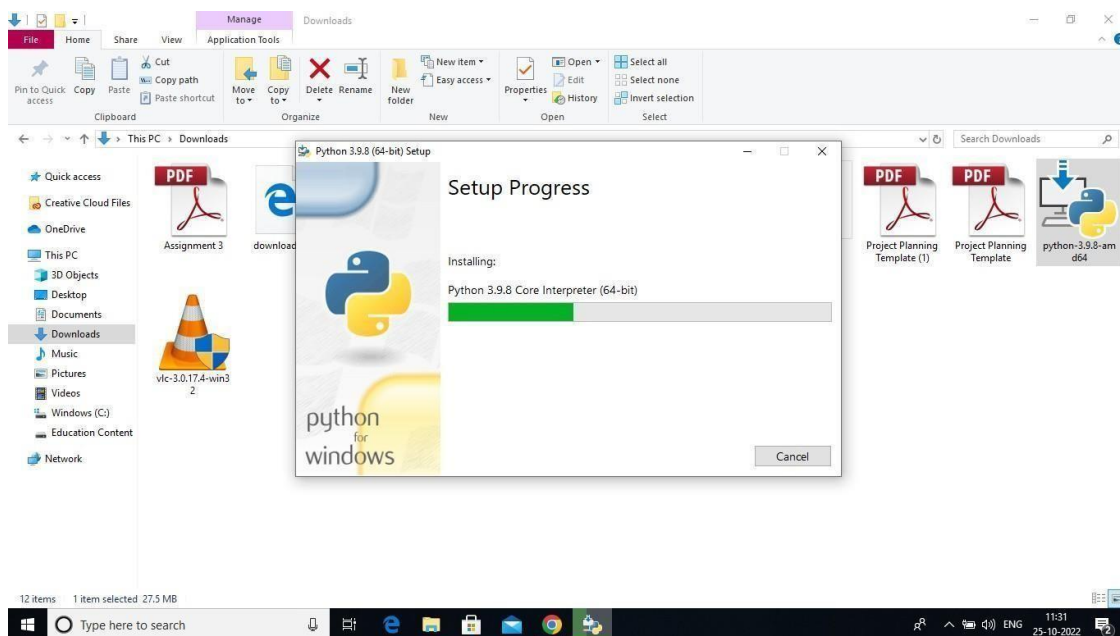 Manage
Downloads
File
Home
Share
View
Application Tools
Pin to Quick access
Copy
Paste
Cut
Copy path
Paste shortcut
Move to
Copy to
Delete
Rename
New folder
New item
Easy access
Properties
Open
Edit
History
Select all
Select none
Invert selection
Clipboard
Organize
New
Open
Select
This PC > Downloads
Search Downloads
Quick access
Creative Cloud Files
OneDrive
This PC
3D Objects
Desktop
Documents
Downloads
Music
Pictures
Videos
Windows (C:)
Education Content
Network
PDF
Assignment 3
download
vlc-3.0.17.4-win3
2
Python 3.9.8 (64-bit) Setup
Setup Progress
Installing:
Python 3.9.8 Core Interpreter (64-bit)
python
for
windows
Cancel
PDF
Project Planning
Template (1)
PDF
Project Planning
Template
python-3.9.8-am
d64
12 items
1 item selected 27.5 MB
Type here to search
ENG
11:31
25-10-2022
2